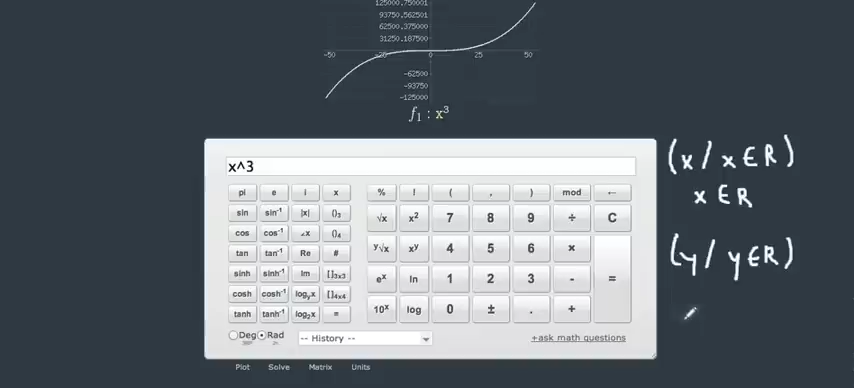 125000.750001
93750.562501
62500.375000
31250.187500
-50 -25 0 25 50
-62500
-93750
-125000
f₁ : x³
x^3
pi e i x % ! ( , ) mod ←
sin sin⁻¹ |x| ()₃ √x x² 7 8 9 ÷ C
cos cos⁻¹ ∠x ()₄
tan tan⁻¹ Re # ʸ√x xʸ 4 5 6 ×
sinh sinh⁻¹ Im []3x3 eˣ ln 1 2 3 - =
cosh cosh⁻¹ logᵧx []4x4
tanh tanh⁻¹ log₂x = 10ˣ log 0 ± . +
Deg Rad -- History -- +ask math questions
Plot Solve Matrix Units
(x / x ∈ R)
x ∈ R
(y / y ∈ R)